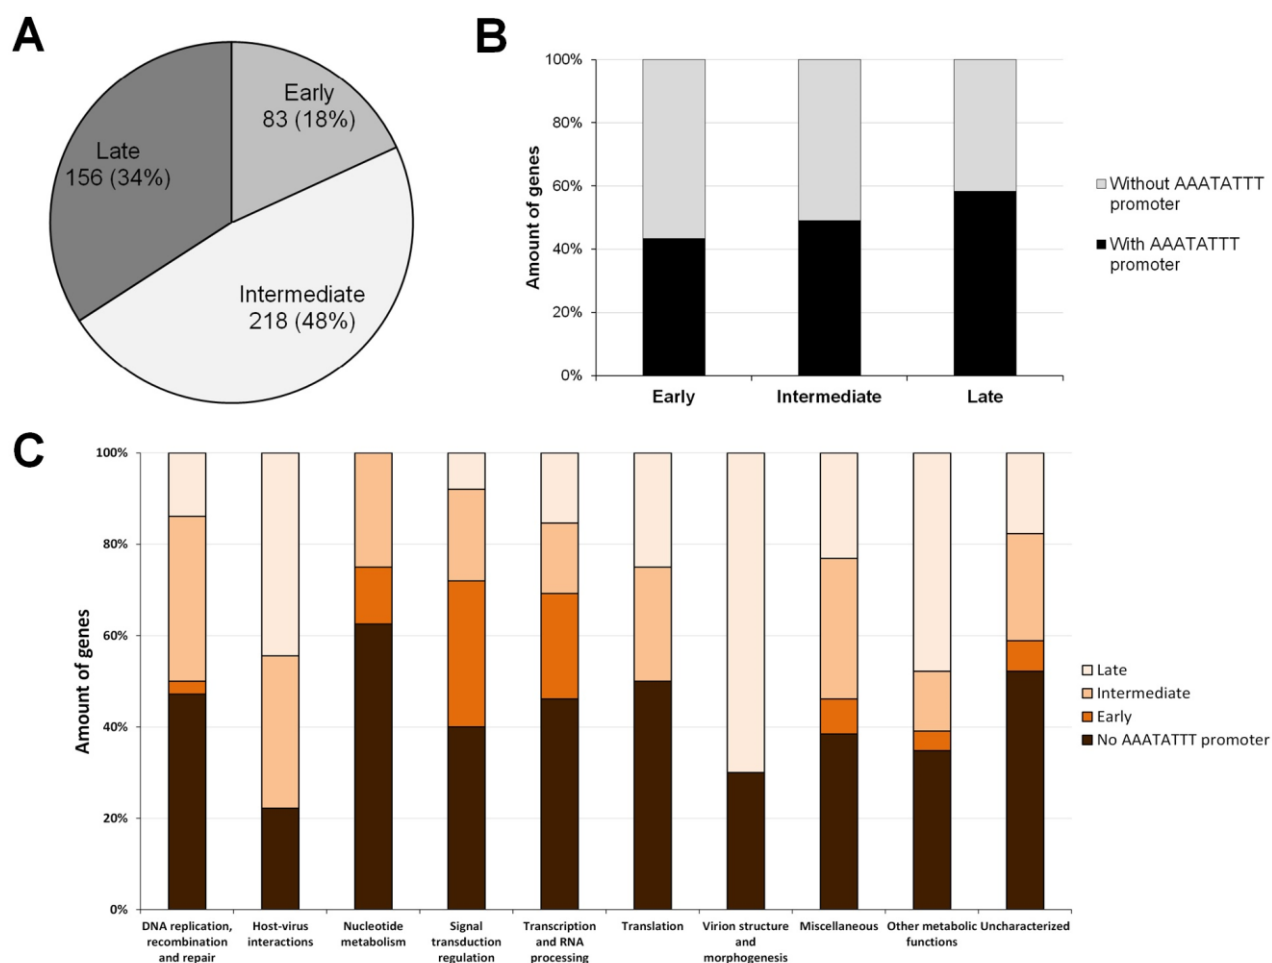 A
Early
83 (18%)
Late
156 (34%)
Intermediate
218 (48%)
B
100%
80%
60%
40%
20%
0%
Amount of genes
Early Intermediate Late
Without AAATATTT
promoter
With AAATATTT
promoter
C
100%
80%
60%
40%
20%
0%
Amount of genes
DNA replication,
recombination
and repair
Host-virus
interactions
Nucleotide
metabolism
Signal
transduction
regulation
Transcription
and RNA
processing
Translation
Virion structure
and
morphogenesis
Miscellaneous
Other metabolic
functions
Uncharacterized
Late
Intermediate
Early
No AAATATTT promoter